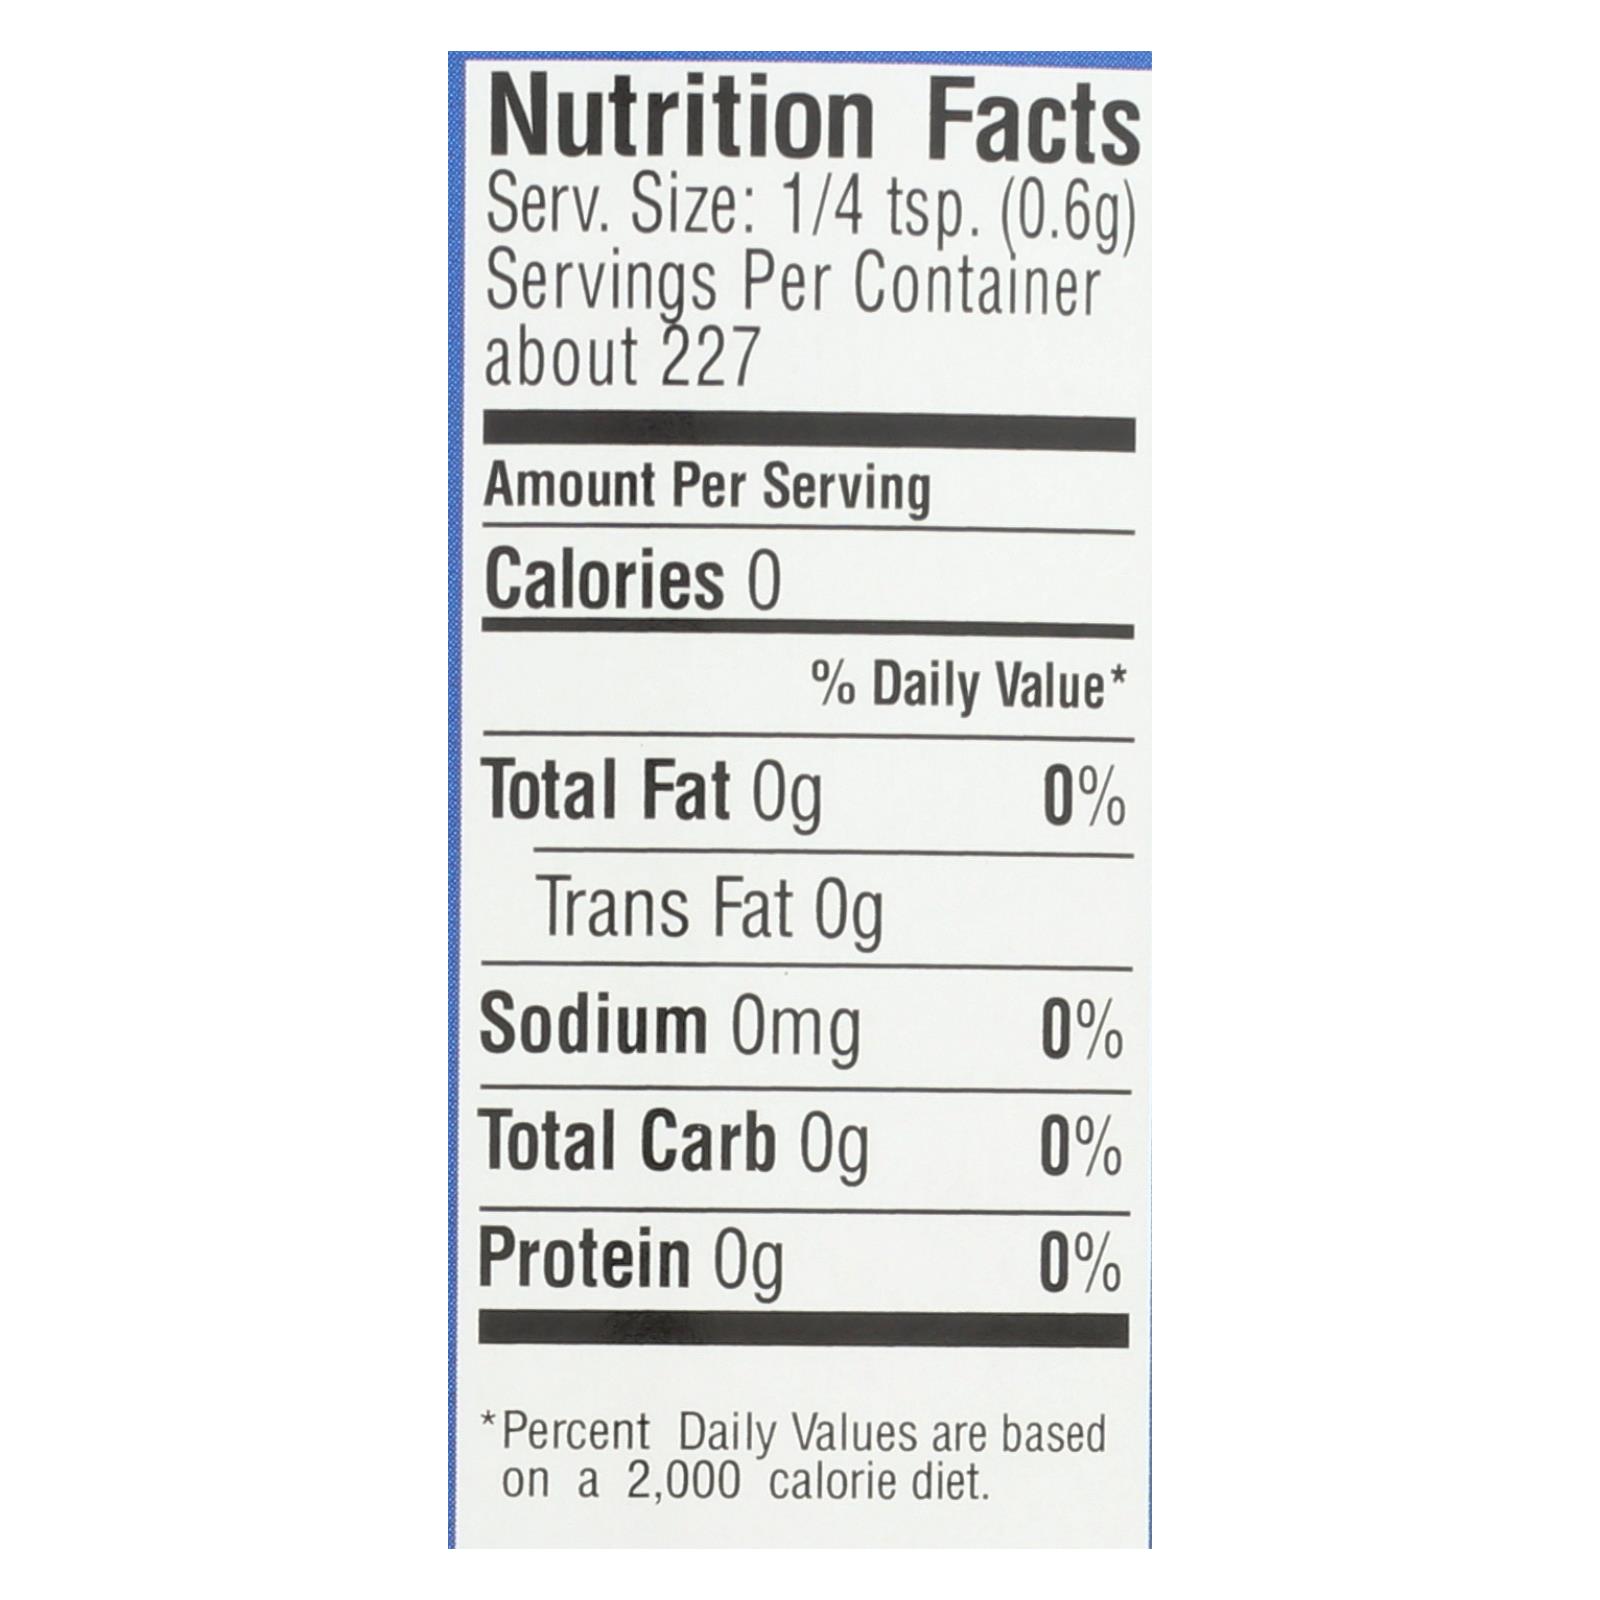 Nutrition Facts
Serv. Size: 1/4 tsp. (0.6g)
Servings Per Container
about 227
Amount Per Serving
Calories 0
% Daily Value*
Total Fat 0g 0%
Trans Fat 0g
Sodium 0mg 0%
Total Carb 0g 0%
Protein 0g 0%
*Percent Daily Values are based
on a 2,000 calorie diet.